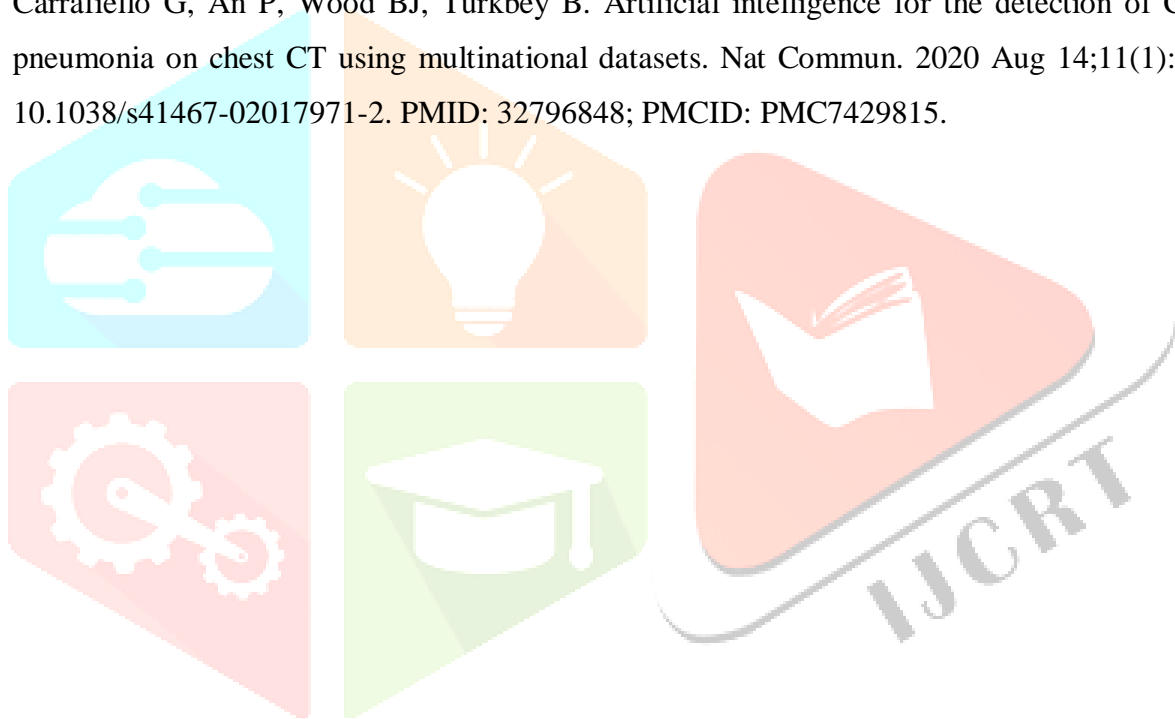 Carrafiello G, An P, Wood BJ, Turkbey B. Artificial intelligence for the detection of
pneumonia on chest CT using multinational datasets. Nat Commun. 2020 Aug 14;11(1):
10.1038/s41467-02017971-2. PMID: 32796848; PMCID: PMC7429815.
IJCRT